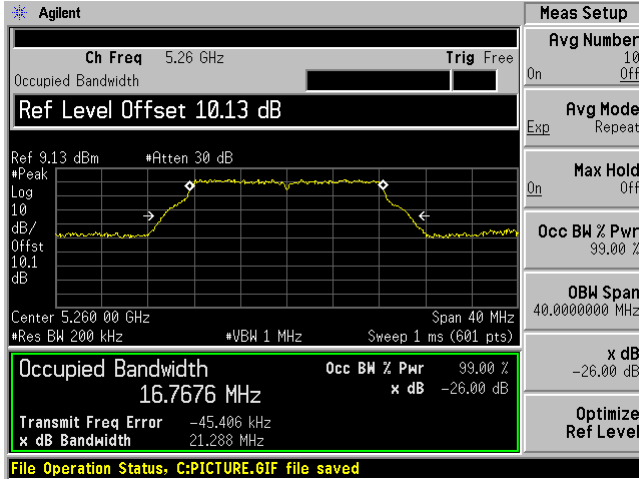 Agilent
Meas Setup
Ch Freq 5.26 GHz Trig Free
Occupied Bandwidth
Ref Level Offset 10.13 dB
Ref 9.13 dBm #Atten 30 dB
#Peak
Log
10
dB/
Offst
10.1
dB
Center 5.260 00 GHz Span 40 MHz
#Res BW 200 kHz #VBW 1 MHz Sweep 1 ms (601 pts)
Occupied Bandwidth Occ BW % Pwr 99.00 %
16.7676 MHz x dB -26.00 dB
Transmit Freq Error -45.406 kHz
x dB Bandwidth 21.288 MHz
File Operation Status, C:PICTURE.GIF file saved
Avg Number
10
On Off
Avg Mode
Exp Repeat
Max Hold
On Off
Occ BW % Pwr
99.00 %
OBW Span
40.0000000 MHz
x dB
-26.00 dB
Optimize
Ref Level